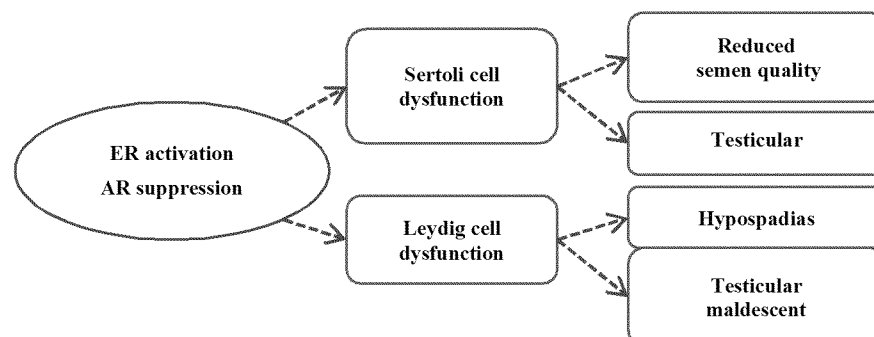 ER activation
AR suppression
Sertoli cell
dysfunction
Leydig cell
dysfunction
Reduced
semen quality
Testicular
Hypospadias
Testicular
maldescent